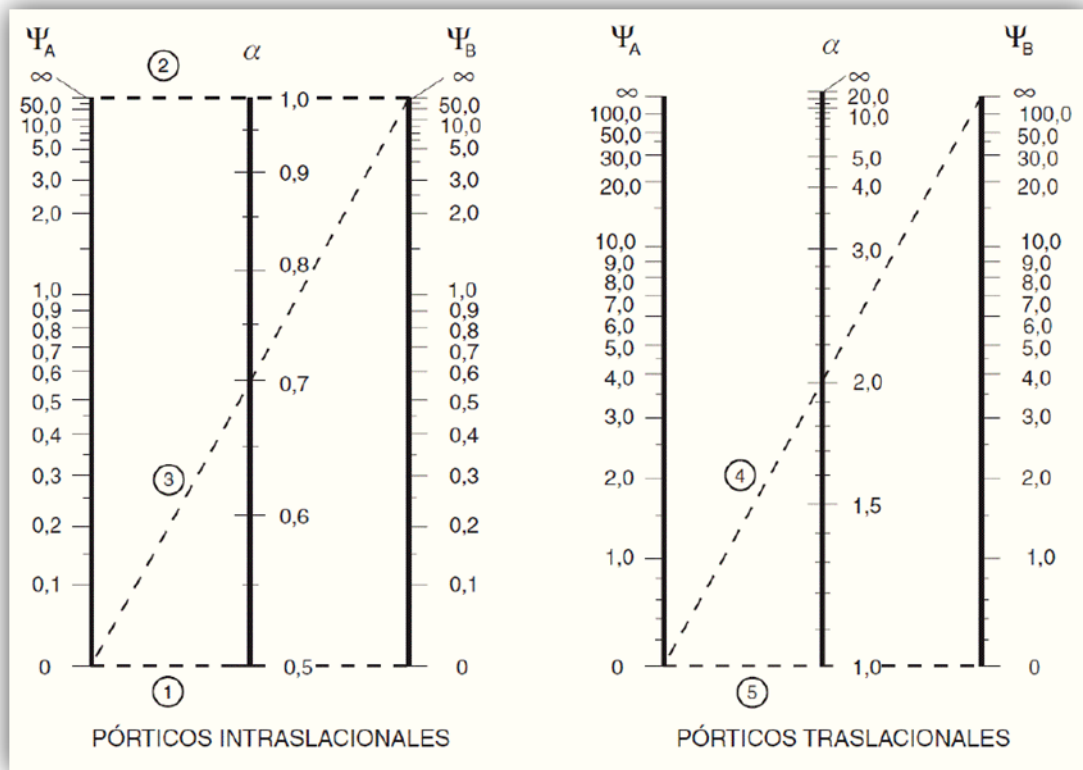 Ψ_A α Ψ_B
∞ ② ∞
50,0 1,0 50,0
10,0 10,0
5,0 0,9 5,0
3,0 3,0
2,0 2,0
0,8
1,0 1,0
0,9 0,9
0,8 0,8
0,7 0,7
0,6 0,7 0,6
0,5 0,5
0,4 0,4
0,3 ③ 0,3
0,2 0,6 0,2
0,1 0,1
0 0,5 0
①
PÓRTICOS INTRASLACIONALES
Ψ_A α Ψ_B
∞ ∞ ∞
100,0 20,0 100,0
50,0 10,0 50,0
30,0 5,0 30,0
20,0 4,0 20,0
10,0 3,0 10,0
9,0 9,0
8,0 8,0
7,0 7,0
6,0 6,0
5,0 5,0
4,0 2,0 4,0
3,0 3,0
2,0 ④ 2,0
1,5
1,0 1,0
0 1,0 0
⑤
PÓRTICOS TRASLACIONALES